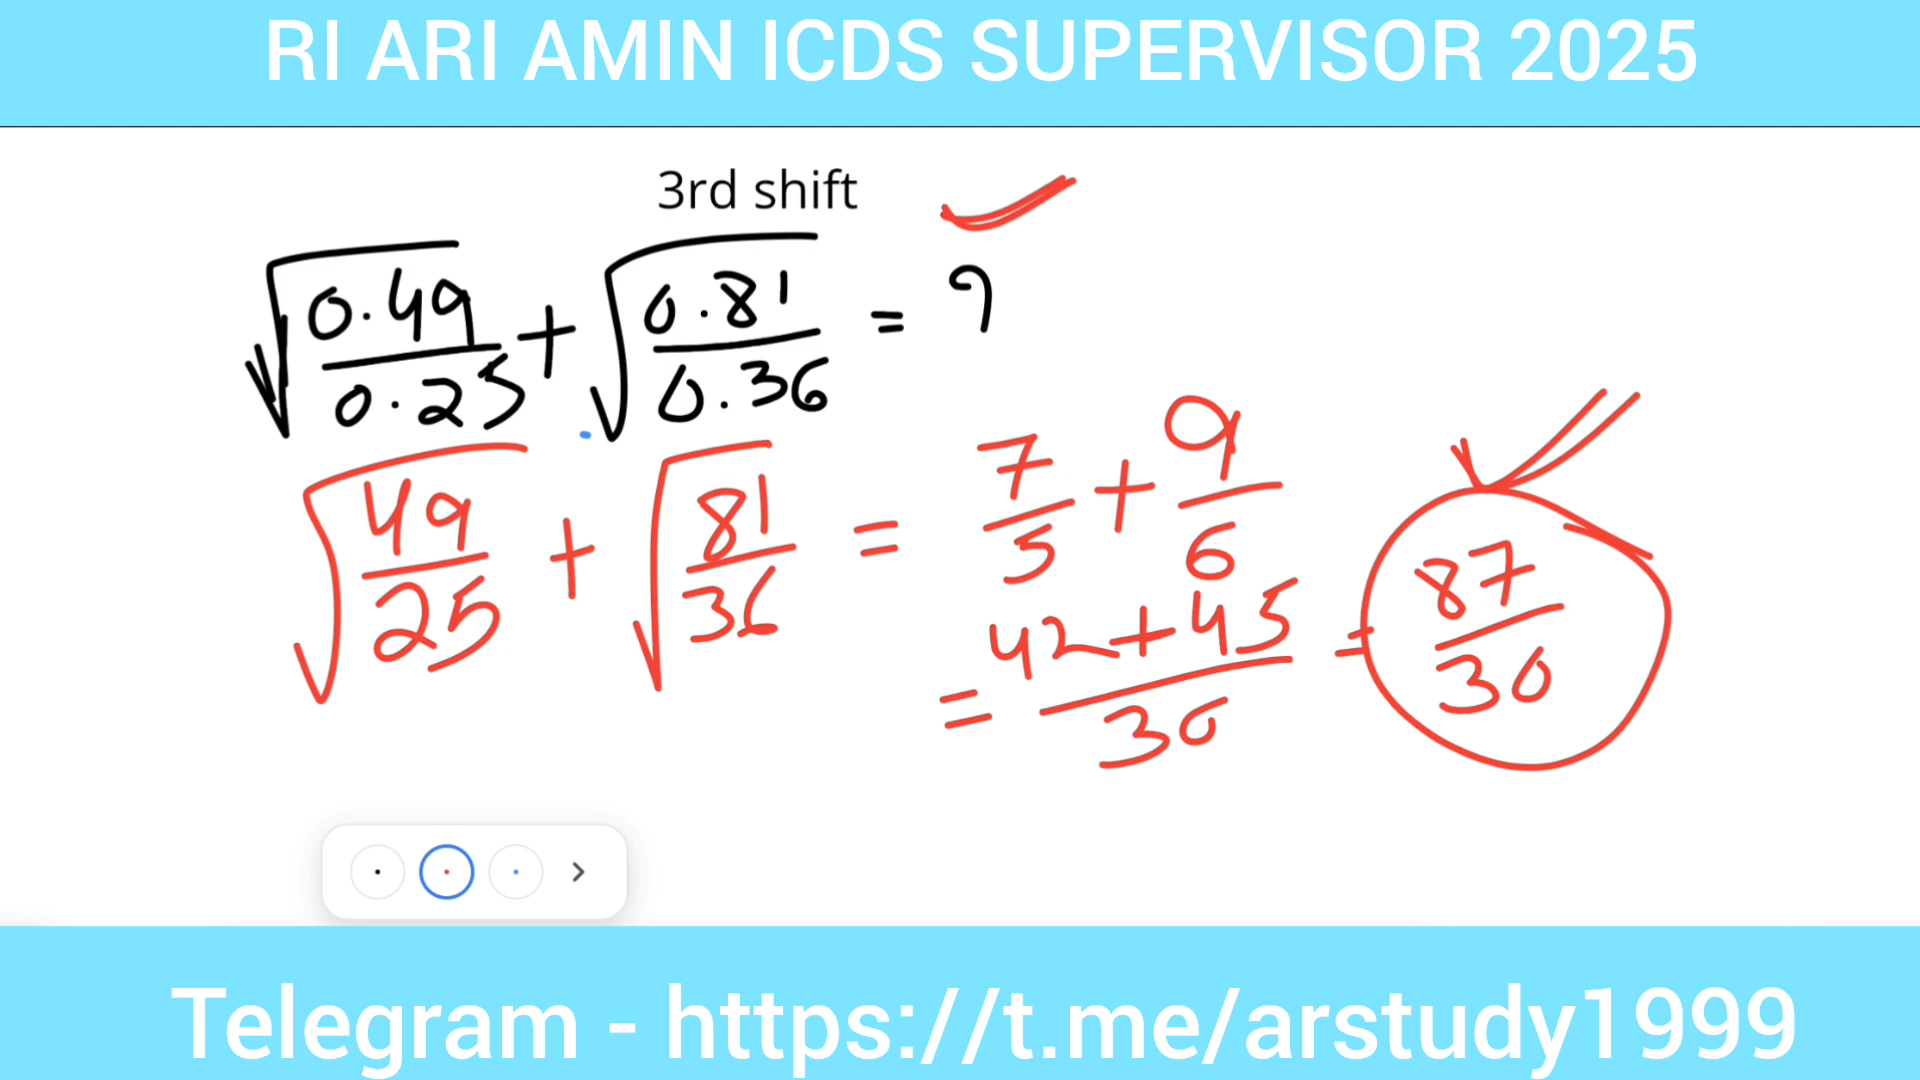 RI ARI AMIN ICDS SUPERVISOR 2025
3rd shift
√(0.49/0.25) + √(0.81/0.36) = ?
√(49/25) + √(81/36) = 7/5 + 9/6
= (42+45)/30 = 87/30
Telegram - https://t.me/arstudy1999